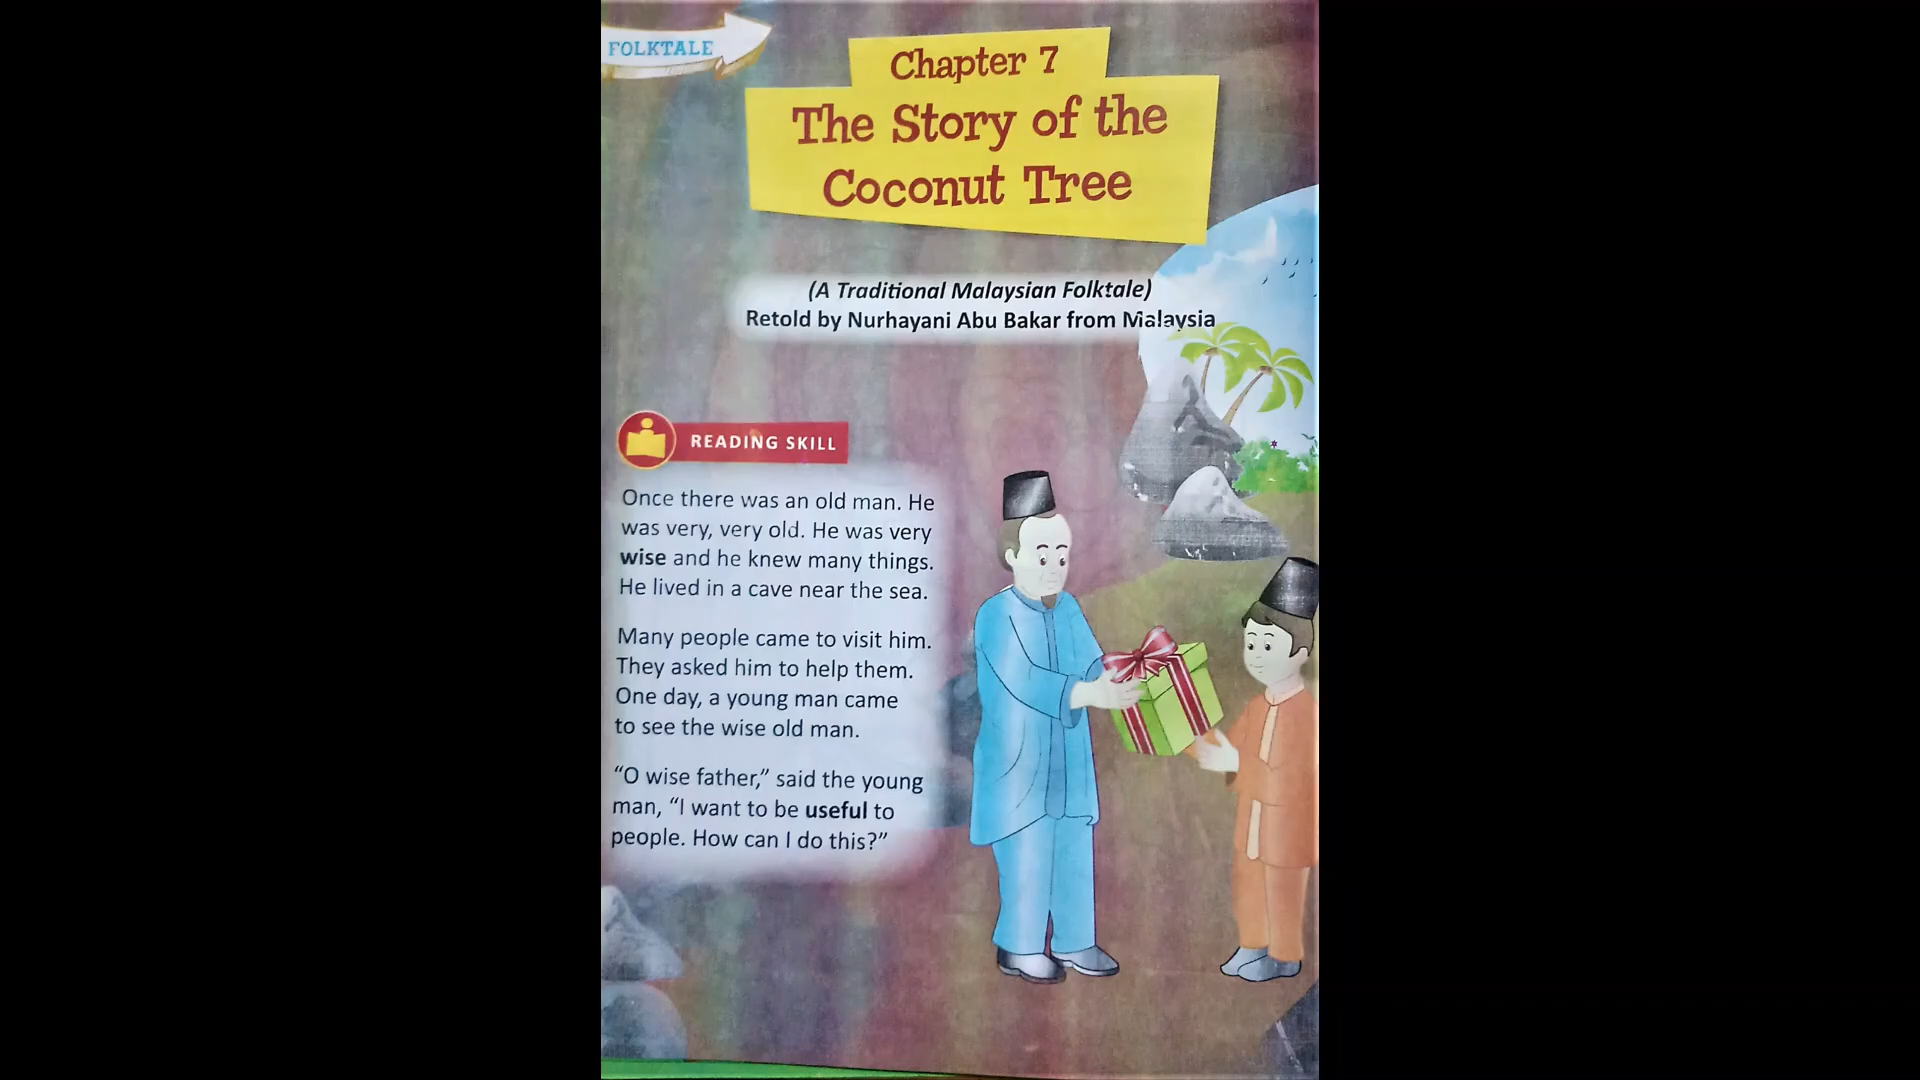 FOLKTALE
Chapter 7
The Story of the
Coconut Tree
(A Traditional Malaysian Folktale)
Retold by Nurhayani Abu Bakar from Malaysia
READING SKILL
Once there was an old man. He
was very, very old. He was very
wise and he knew many things.
He lived in a cave near the sea.
Many people came to visit him.
They asked him to help them.
One day, a young man came
to see the wise old man.
“O wise father,” said the young
man, “I want to be useful to
people. How can I do this?”